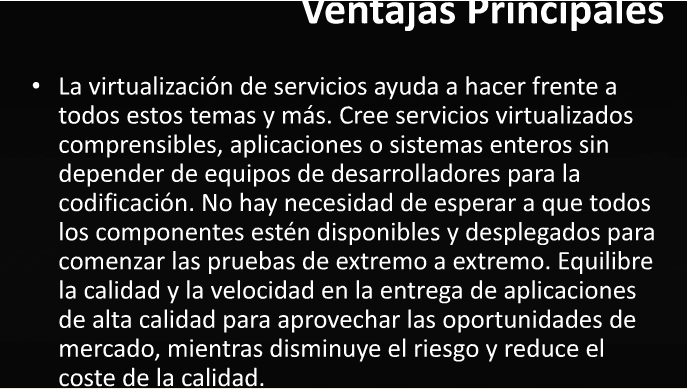 Ventajas Principales
• La virtualización de servicios ayuda a hacer frente a
todos estos temas y más. Cree servicios virtualizados
comprensibles, aplicaciones o sistemas enteros sin
depender de equipos de desarrolladores para la
codificación. No hay necesidad de esperar a que todos
los componentes estén disponibles y desplegados para
comenzar las pruebas de extremo a extremo. Equilibre
la calidad y la velocidad en la entrega de aplicaciones
de alta calidad para aprovechar las oportunidades de
mercado, mientras disminuye el riesgo y reduce el
coste de la calidad.